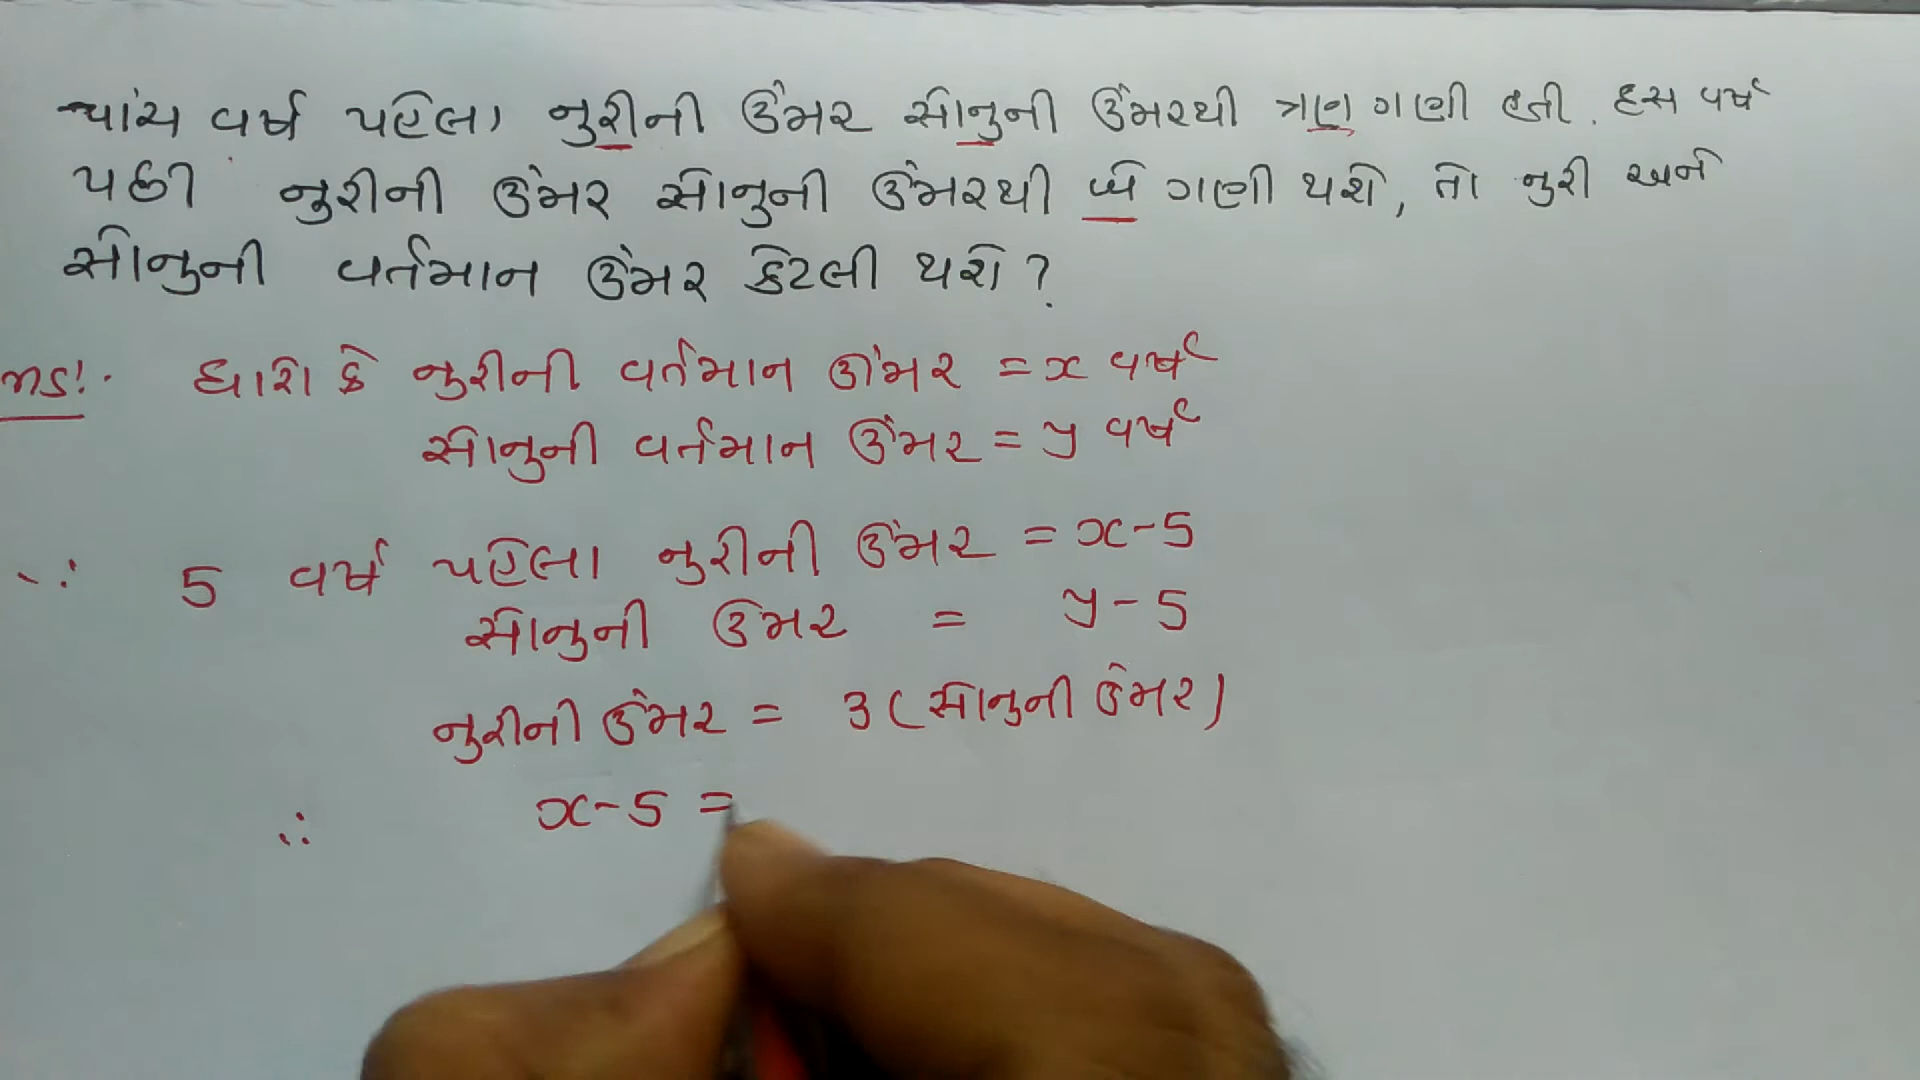 પાંચ વર્ષ પહેલા નુરીની ઉંમર સોનુની ઉંમરથી ત્રણ ગણી હતી. દસ વર્ષ
પછી નુરીની ઉંમર સોનુની ઉંમરથી બે ગણી થશે, તો નુરી અને
સોનુની વર્તમાન ઉંમર કેટલી થશે?
ધારો કે નુરીની વર્તમાન ઉંમર = x વર્ષ
સોનુની વર્તમાન ઉંમર = y વર્ષ
∴ 5 વર્ષ પહેલા નુરીની ઉંમર = x-5
સોનુની ઉંમર = y-5
નુરીની ઉંમર = 3(સોનુની ઉંમર)
∴ x-5 =